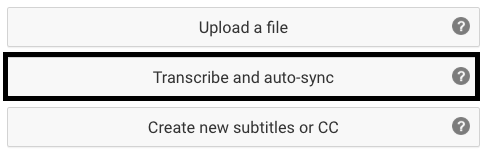 Upload a file ?
Transcribe and auto-sync ?
Create new subtitles or CC ?